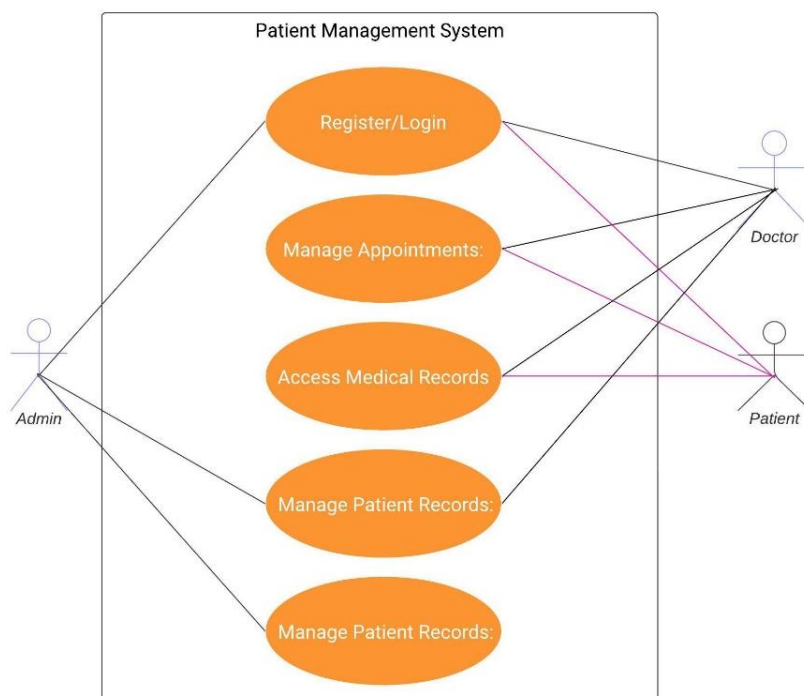 Patient Management System
Register/Login
Doctor
Manage Appointments:
Access Medical Records
Admin
Patient
Manage Patient Records:
Manage Patient Records: